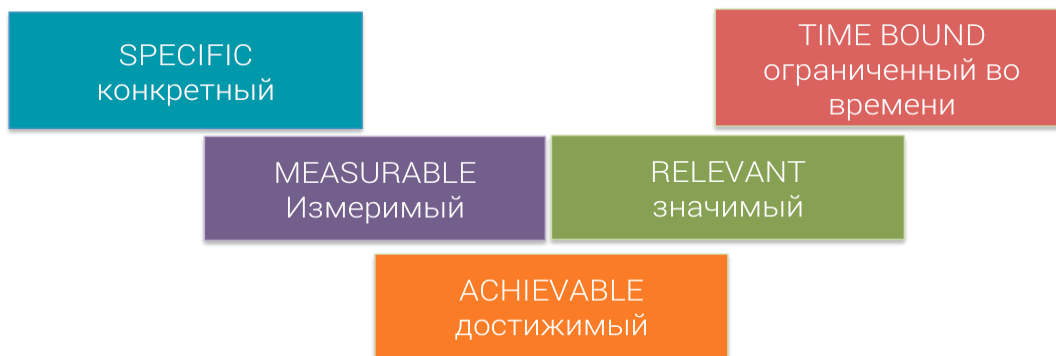 SPECIFIC
конкретный
TIME BOUND
ограниченный во
времени
MEASURABLE
Измеримый
RELEVANT
значимый
ACHIEVABLE
достижимый